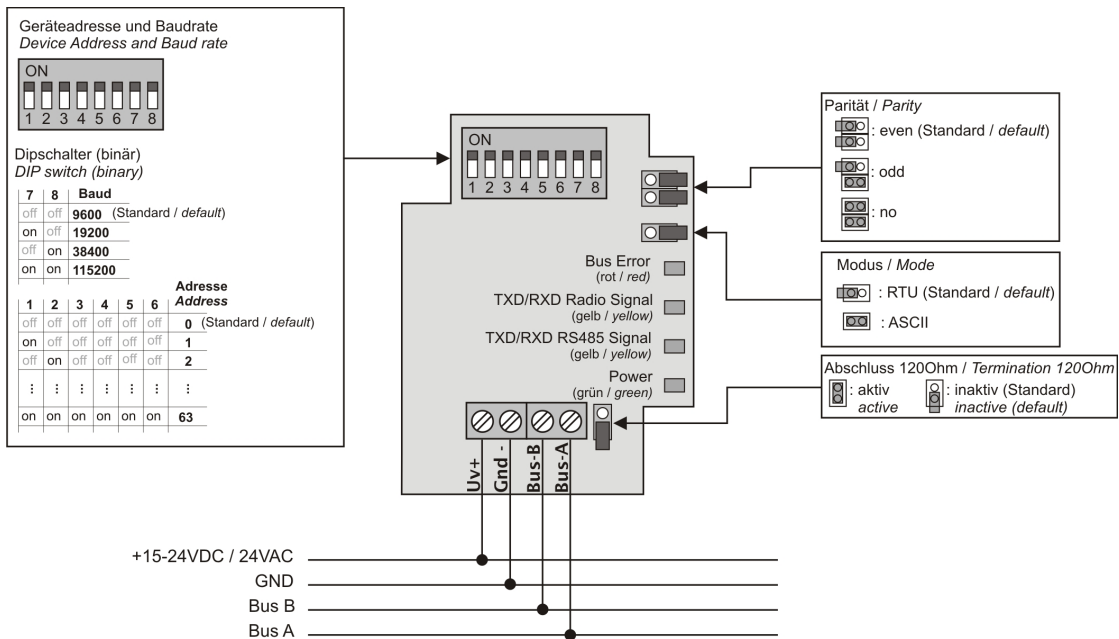 Geräteadresse und Baudrate
Device Address and Baud rate
ON
1 2 3 4 5 6 7 8
Dipschalter (binär)
DIP switch (binary)
7 8 Baud
off off 9600 (Standard / default)
on off 19200
off on 38400
on on 115200
Adresse
1 2 3 4 5 6 Address
off off off off off off 0 (Standard / default)
on off off off off off 1
off on off off off off 2
⋮ ⋮ ⋮ ⋮ ⋮ ⋮ ⋮
on on on on on on 63
ON
1 2 3 4 5 6 7 8
Bus Error
(rot / red)
TXD/RXD Radio Signal
(gelb / yellow)
TXD/RXD RS485 Signal
(gelb / yellow)
Power
(grün / green)
Uv+
Gnd -
Bus-B
Bus-A
Parität / Parity
: even (Standard / default)
: odd
: no
Modus / Mode
: RTU (Standard / default)
: ASCII
Abschluss 120Ohm / Termination 120Ohm
: aktiv
active
: inaktiv (Standard)
inactive (default)
+15-24VDC / 24VAC
GND
Bus B
Bus A